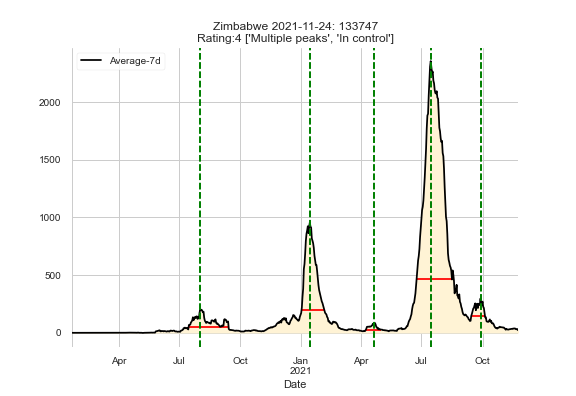 Zimbabwe 2021-11-24: 133747
Rating:4 ['Multiple peaks', 'In control']
Average-7d
2000
1500
1000
500
0
Apr
Jul
Oct
Jan
2021
Apr
Jul
Oct
Date